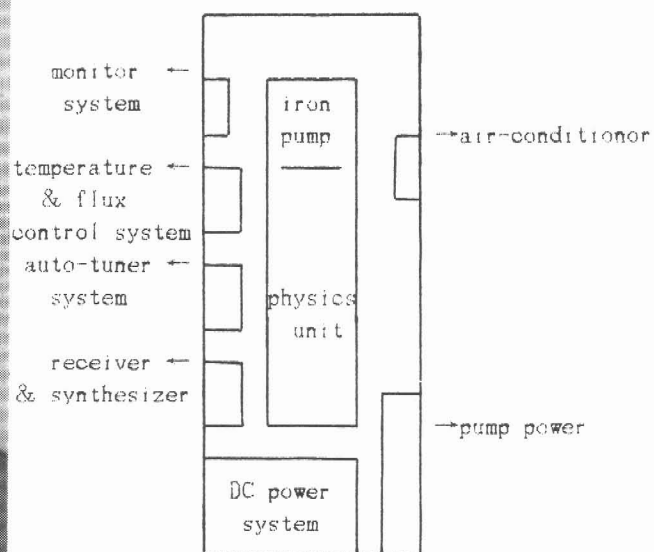 monitor
system
temperature
& flux
control system
auto-tuner
system
receiver
& synthesizer
iron
pump
physics
unit
DC power
system
air-conditionor
pump power